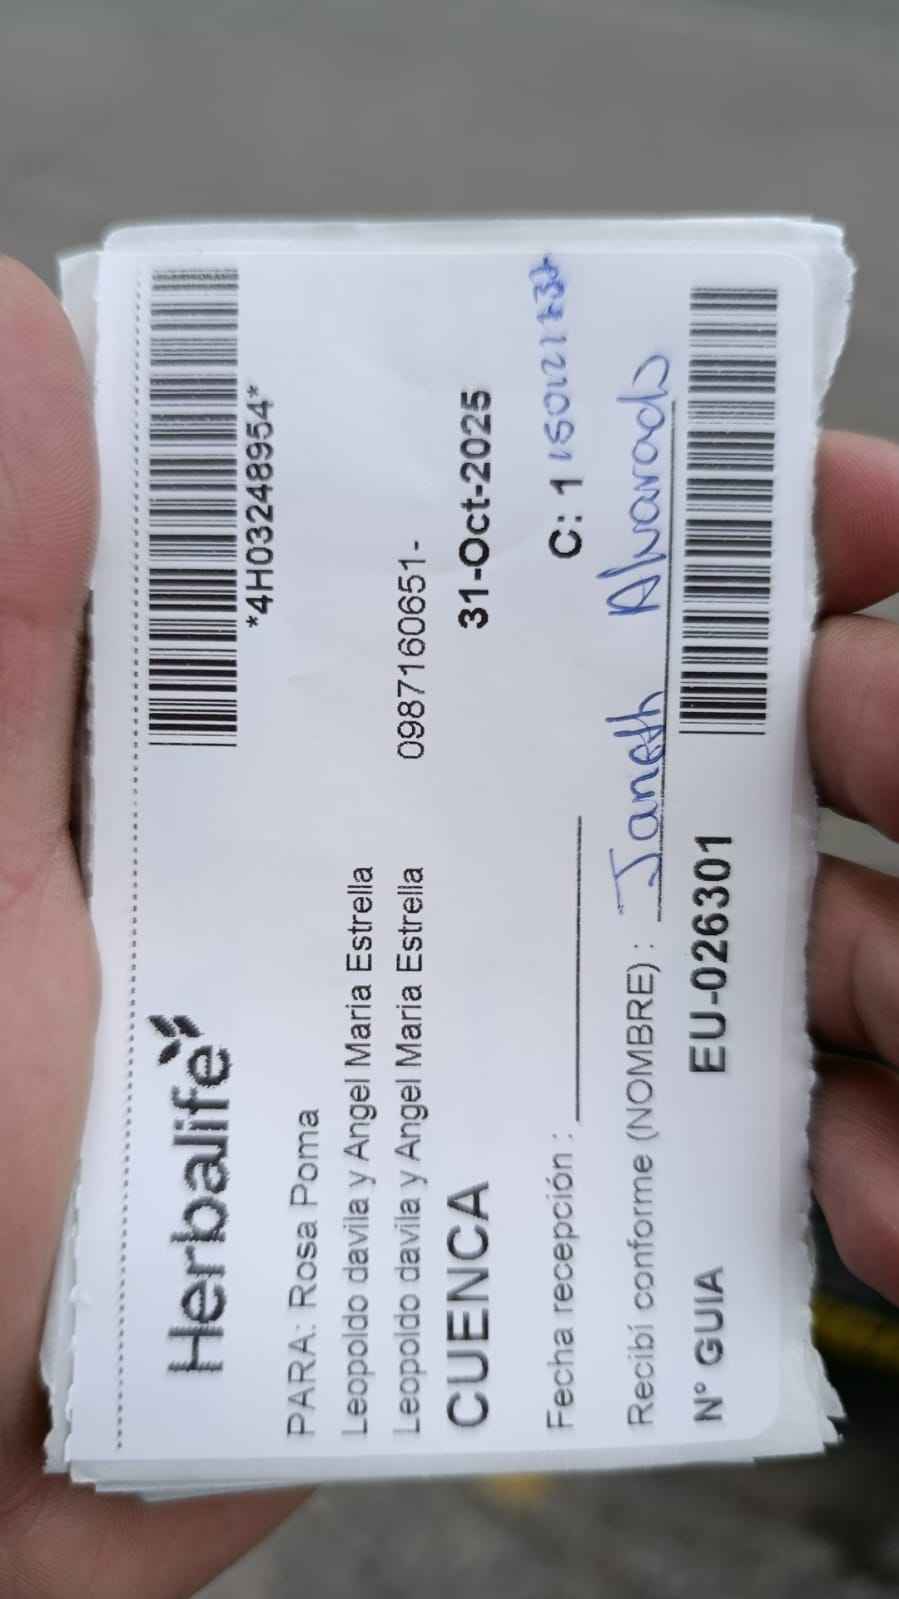 Herbalife
*4H03248954*
PARA: Rosa Poma
Leopoldo davila y Angel Maria Estrella
Leopoldo davila y Angel Maria Estrella 0987160651-
CUENCA 31-Oct-2025
Fecha recepción : C: 1
Recibí conforme (NOMBRE) : Janeth Alvarado
N° GUIA EU-026301